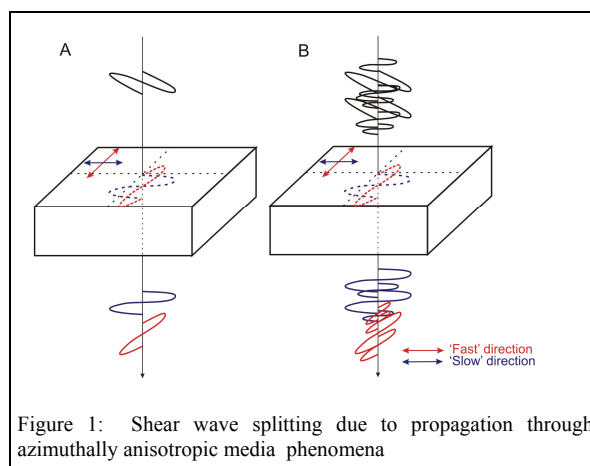 A
B
'Fast' direction
'Slow' direction
Figure 1: Shear wave splitting due to propagation through
azimuthally anisotropic media phenomena